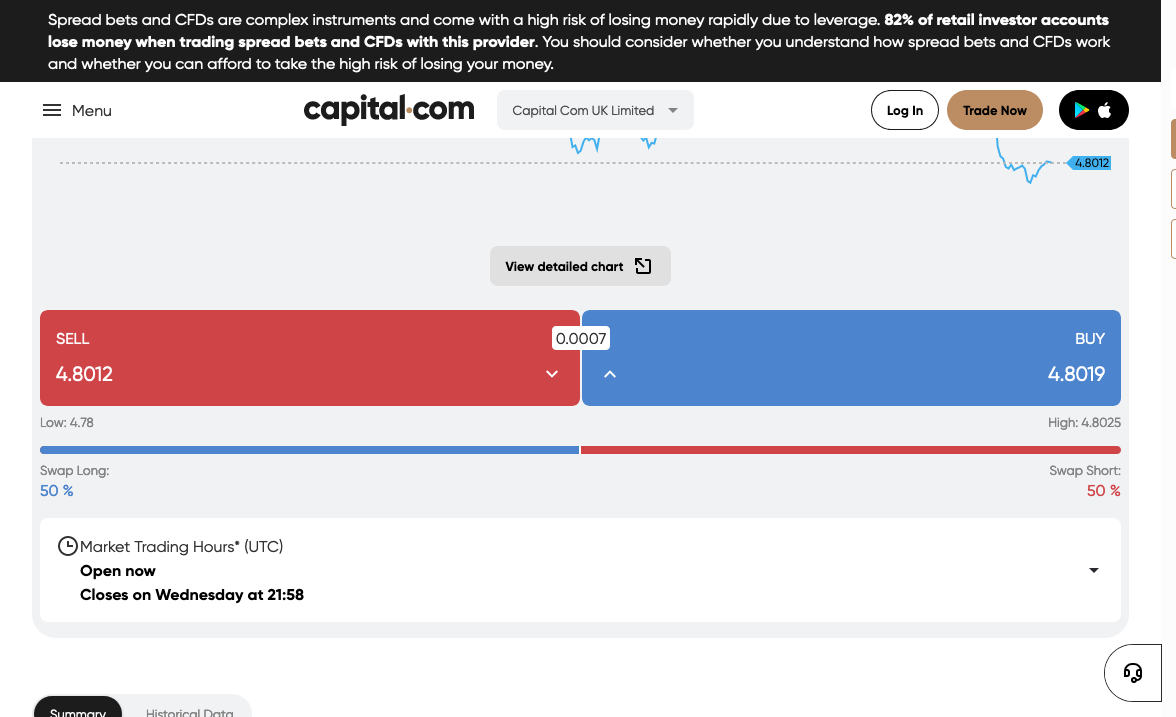 Spread bets and CFDs are complex instruments and come with a high risk of losing money rapidly due to leverage. 82% of retail investor accounts
lose money when trading spread bets and CFDs with this provider. You should consider whether you understand how spread bets and CFDs work
and whether you can afford to take the high risk of losing your money.
Menu
capital.com
Capital Com UK Limited
Log In
Trade Now
4.8012
View detailed chart
SELL
0.0007
BUY
4.8012
4.8019
Low: 4.78
High: 4.8025
Swap Long:
Swap Short:
50 %
50 %
Market Trading Hours* (UTC)
Open now
Closes on Wednesday at 21:58
Summary
Historical Data